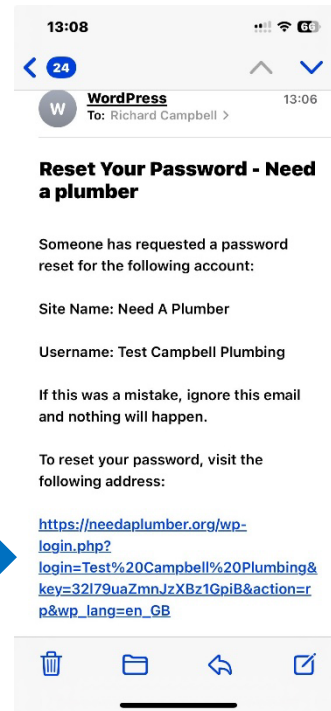 13:08
66
24
W
WordPress
13:06
To: Richard Campbell >
Reset Your Password - Need
a plumber
Someone has requested a password
reset for the following account:
Site Name: Need A Plumber
Username: Test Campbell Plumbing
If this was a mistake, ignore this email
and nothing will happen.
To reset your password, visit the
following address:
https://needaplumber.org/wp-
login.php?
login=Test%20Campbell%20Plumbing&
key=32I79uaZmnJzXBz1GpiB&action=r
p&wp_lang=en_GB